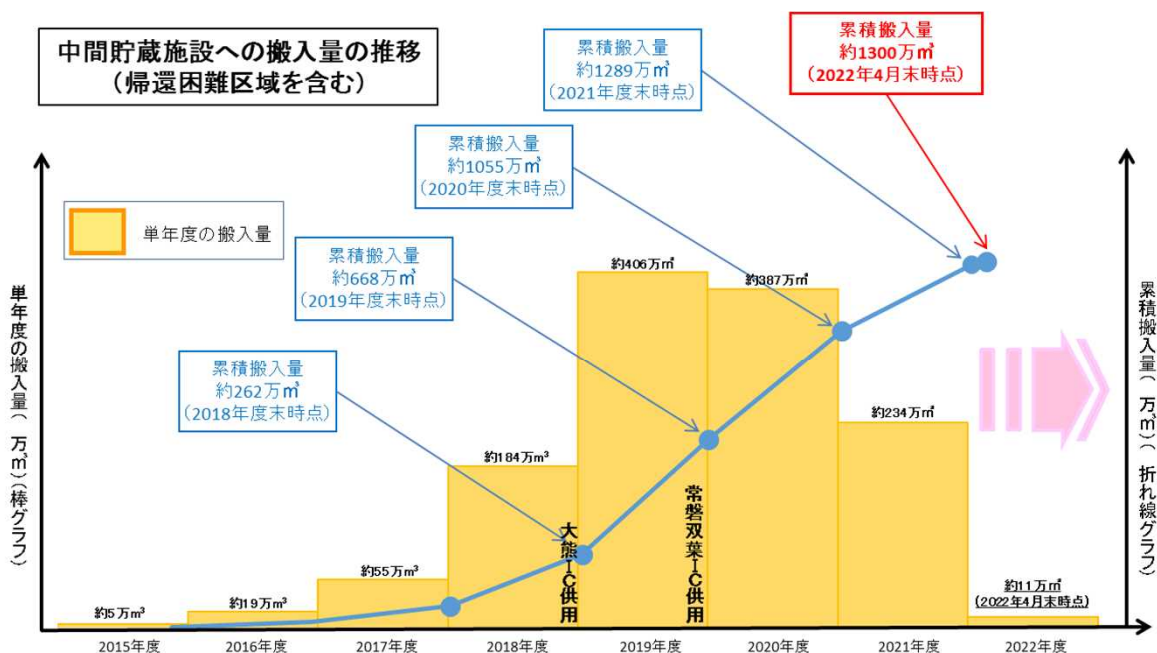 中間貯蔵施設への搬入量の推移
（帰還困難区域を含む）
累積搬入量
約1289万㎥
（2021年度末時点）
累積搬入量
約1300万㎥
（2022年4月末時点）
累積搬入量
約1055万㎥
（2020年度末時点）
単年度の搬入量
累積搬入量
約668万㎥
（2019年度末時点）
累積搬入量
約262万㎥
（2018年度末時点）
約5万m³
約19万m³
約55万m³
約184万m³
約406万㎥
約387万㎥
約234万㎥
約11万㎥
（2022年4月末時点）
大熊IC供用
常磐双葉IC供用
単年度の搬入量（万㎥）（棒グラフ）
累積搬入量（万㎥）（折れ線グラフ）
2015年度
2016年度
2017年度
2018年度
2019年度
2020年度
2021年度
2022年度